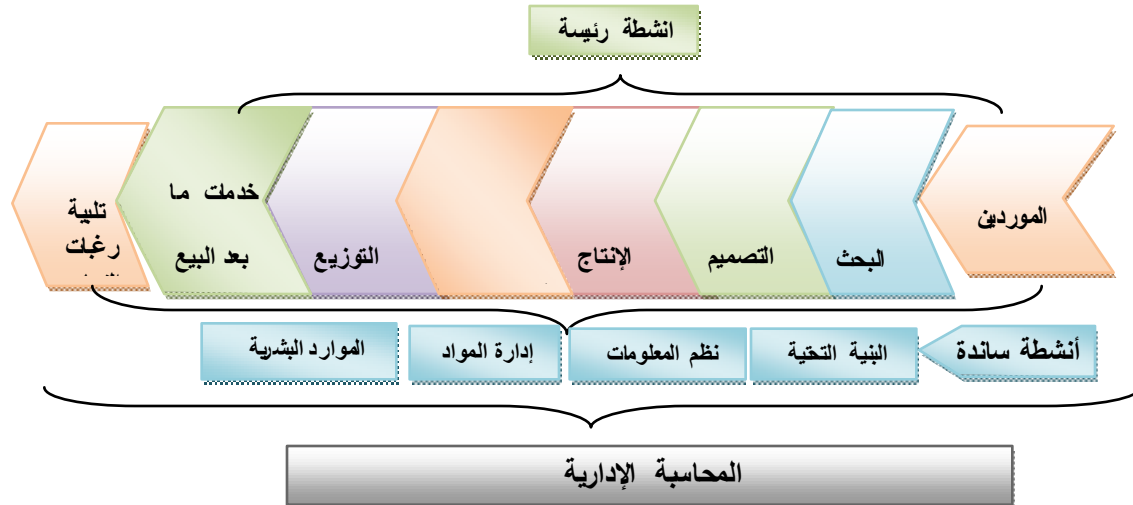 انشطة رئيسة
الموردين
البحث
التصميم
الإنتاج
التوزيع
خدمات ما
بعد البيع
تلبية
رغبات
أنشطة ساندة
البنية التحتية
نظم المعلومات
إدارة المواد
الموارد البشرية
المحاسبة الإدارية